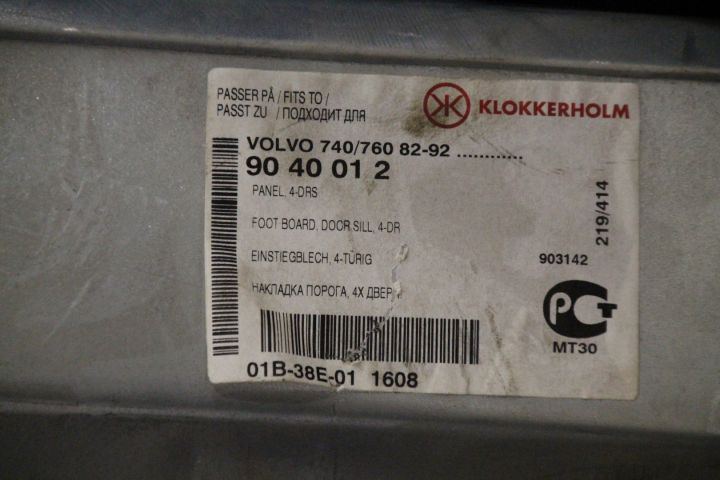 PASSER PÅ / FITS TO /
PASST ZU / ПОДХОДИТ ДЛЯ
KLOKKERHOLM
VOLVO 740/760 82-92 ............
90 40 01 2
PANEL, 4-DRS
FOOT BOARD, DOOR SILL, 4-DR
EINSTIEGBLECH, 4-TÜRIG
НАКЛАДКА ПОРОГА, 4Х ДВЕР
219/414
903142
РСТ
МТ30
01B-38E-01 1608